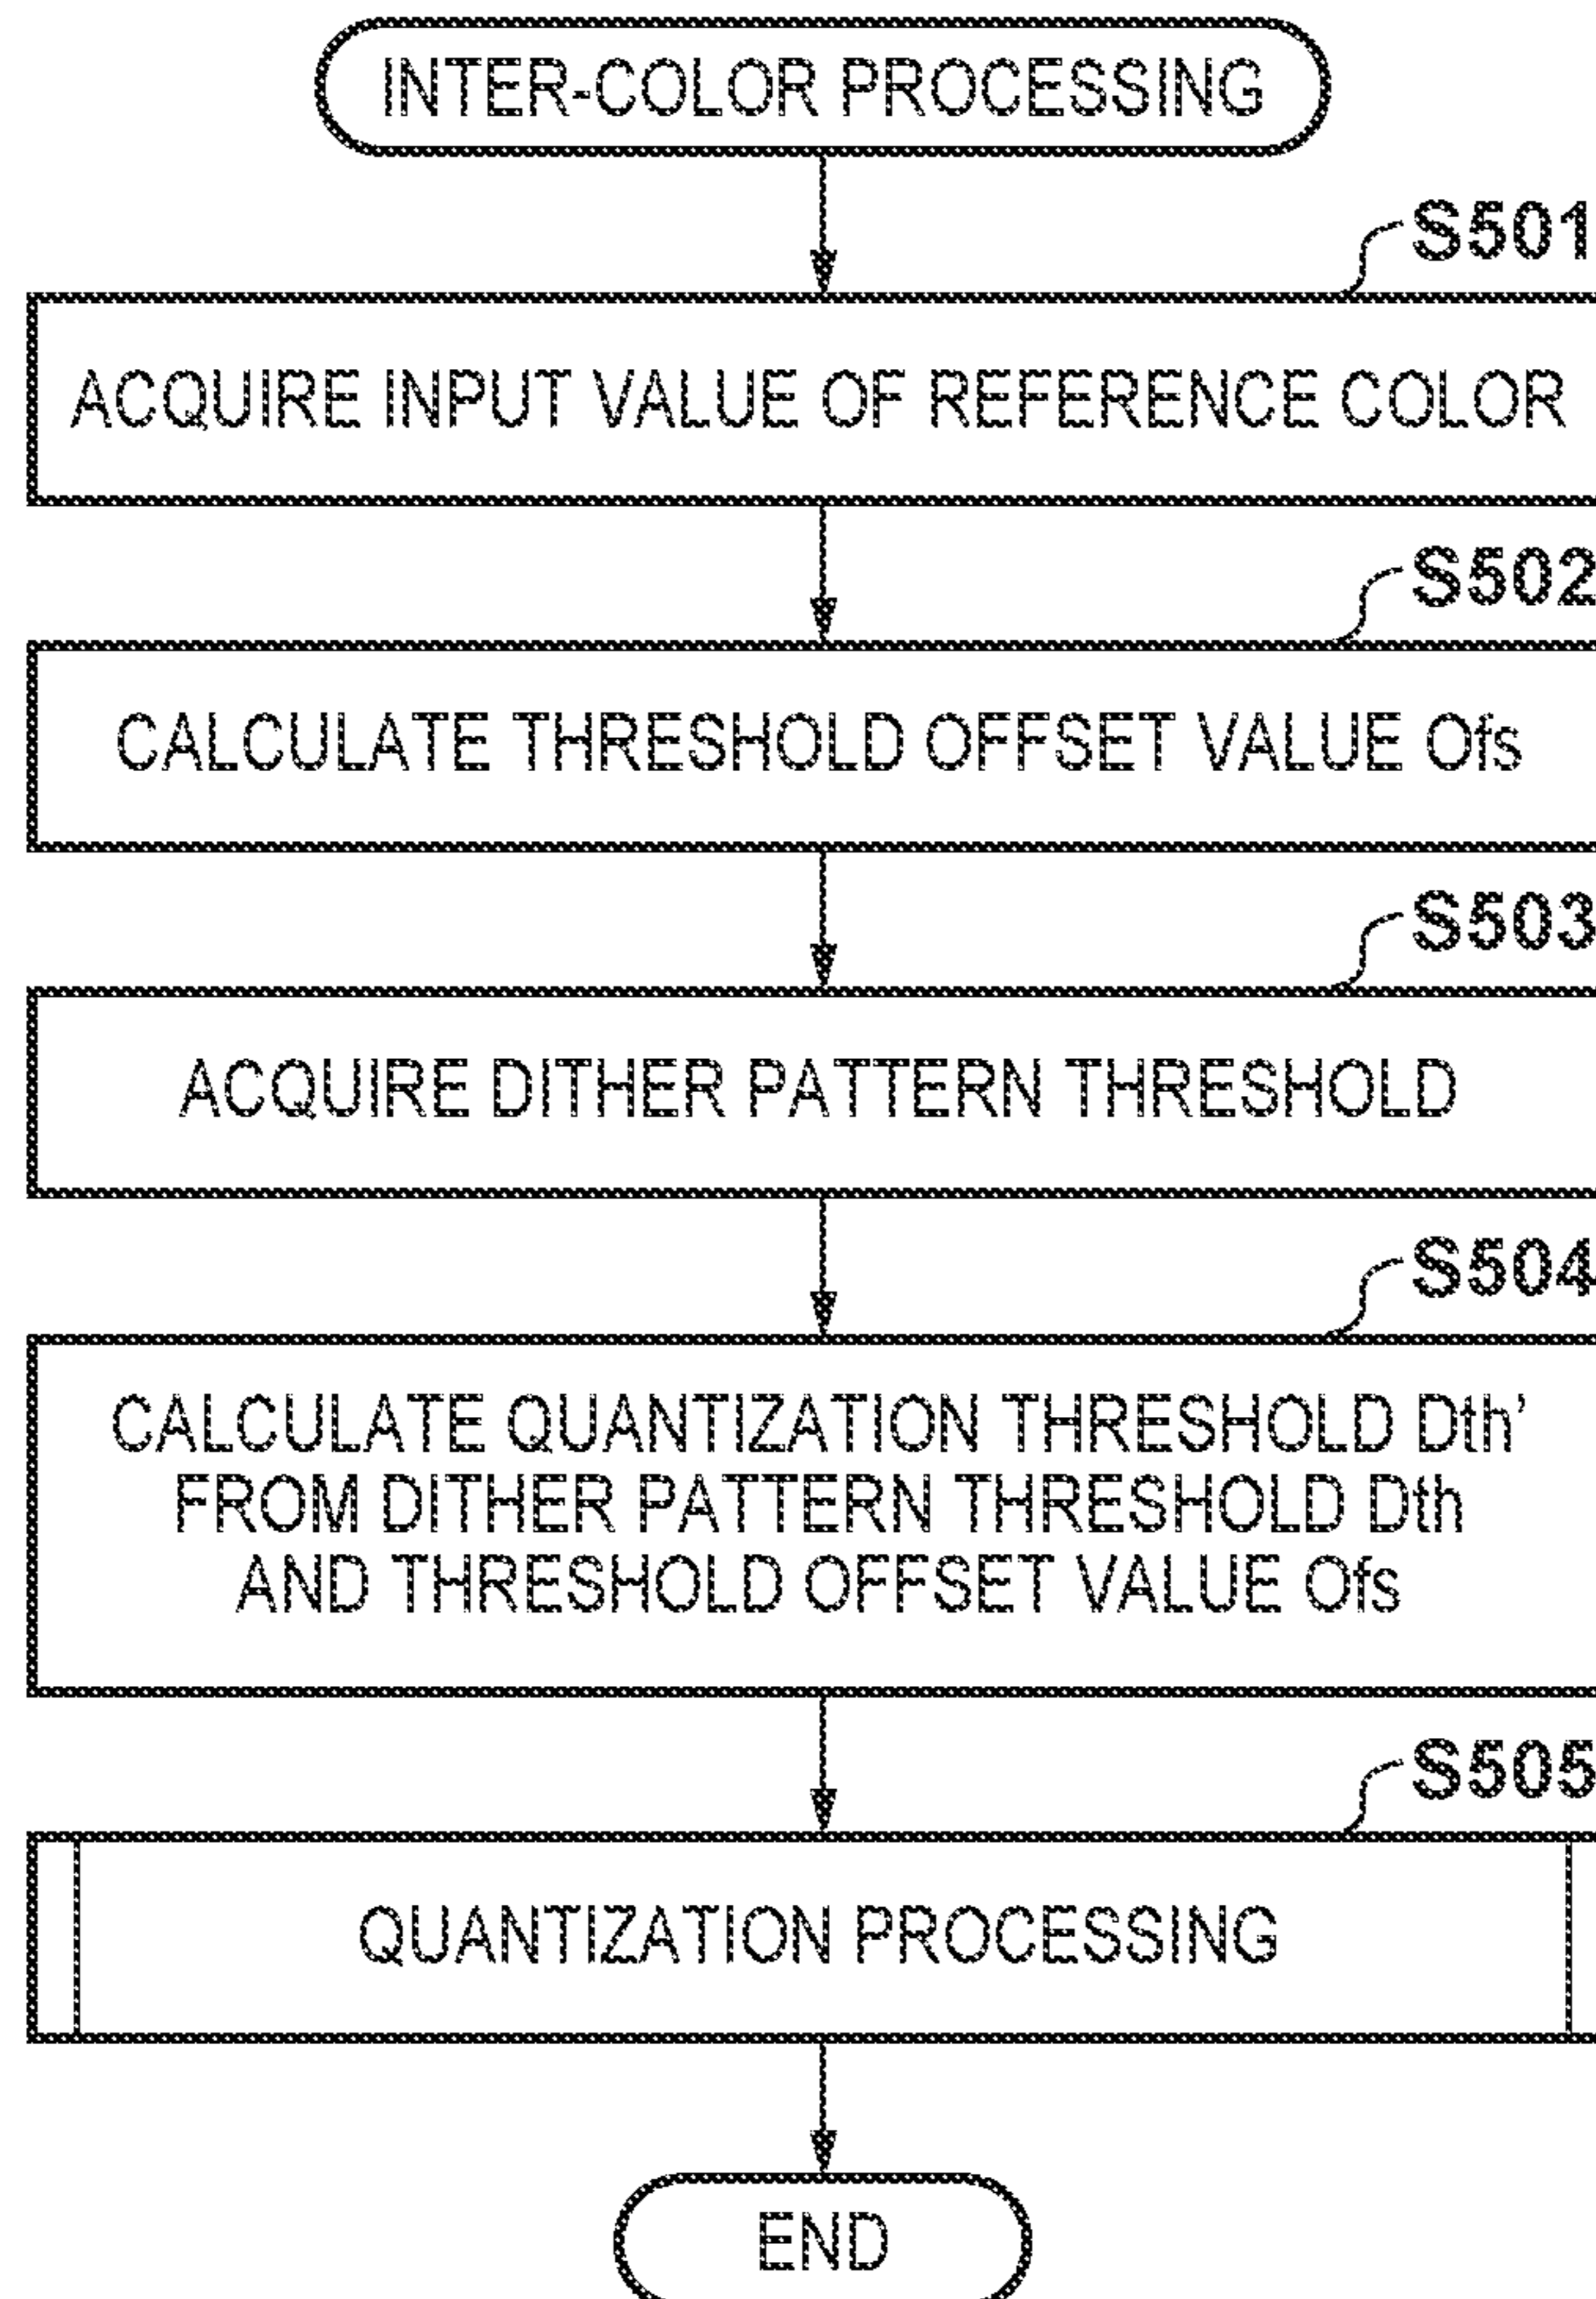 INTER-COLOR PROCESSING
S501
ACQUIRE INPUT VALUE OF REFERENCE COLOR
S502
CALCULATE THRESHOLD OFFSET VALUE Ofs
S503
ACQUIRE DITHER PATTERN THRESHOLD
S504
CALCULATE QUANTIZATION THRESHOLD Dth'
FROM DITHER PATTERN THRESHOLD Dth
AND THRESHOLD OFFSET VALUE Ofs
S505
QUANTIZATION PROCESSING
END